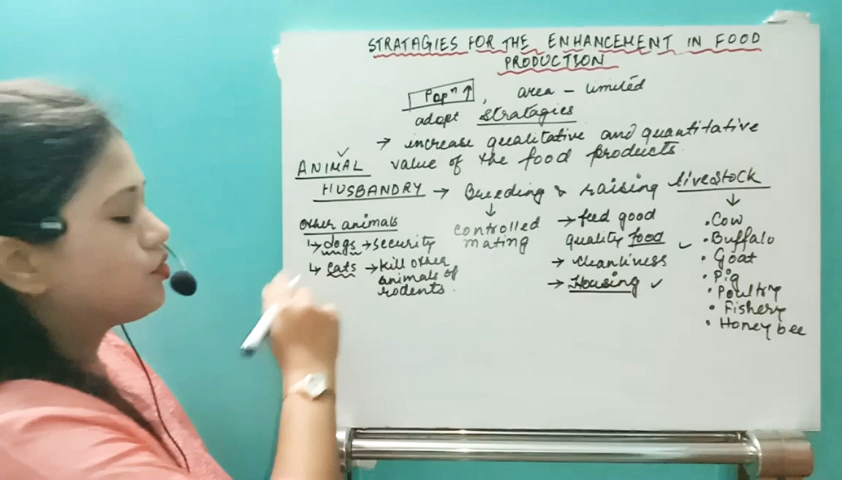 STRATAGIES FOR THE ENHANCEMENT IN FOOD
PRODUCTION
Popⁿ ↑, area - limited
adopt strategies
→ increase qualitative and quantitative
value of the food products.
ANIMAL
HUSBANDRY → Breeding & raising livestock
Other animals
↳ dogs → security
↳ cats → kill other
animals of
rodents.
↓
controlled
mating
→ feed good
quality food
→ cleanliness
→ Housing ✓
↓
• Cow
• Buffalo
• Goat
• Pig
• Poultry
• Fishery
• Honey bee